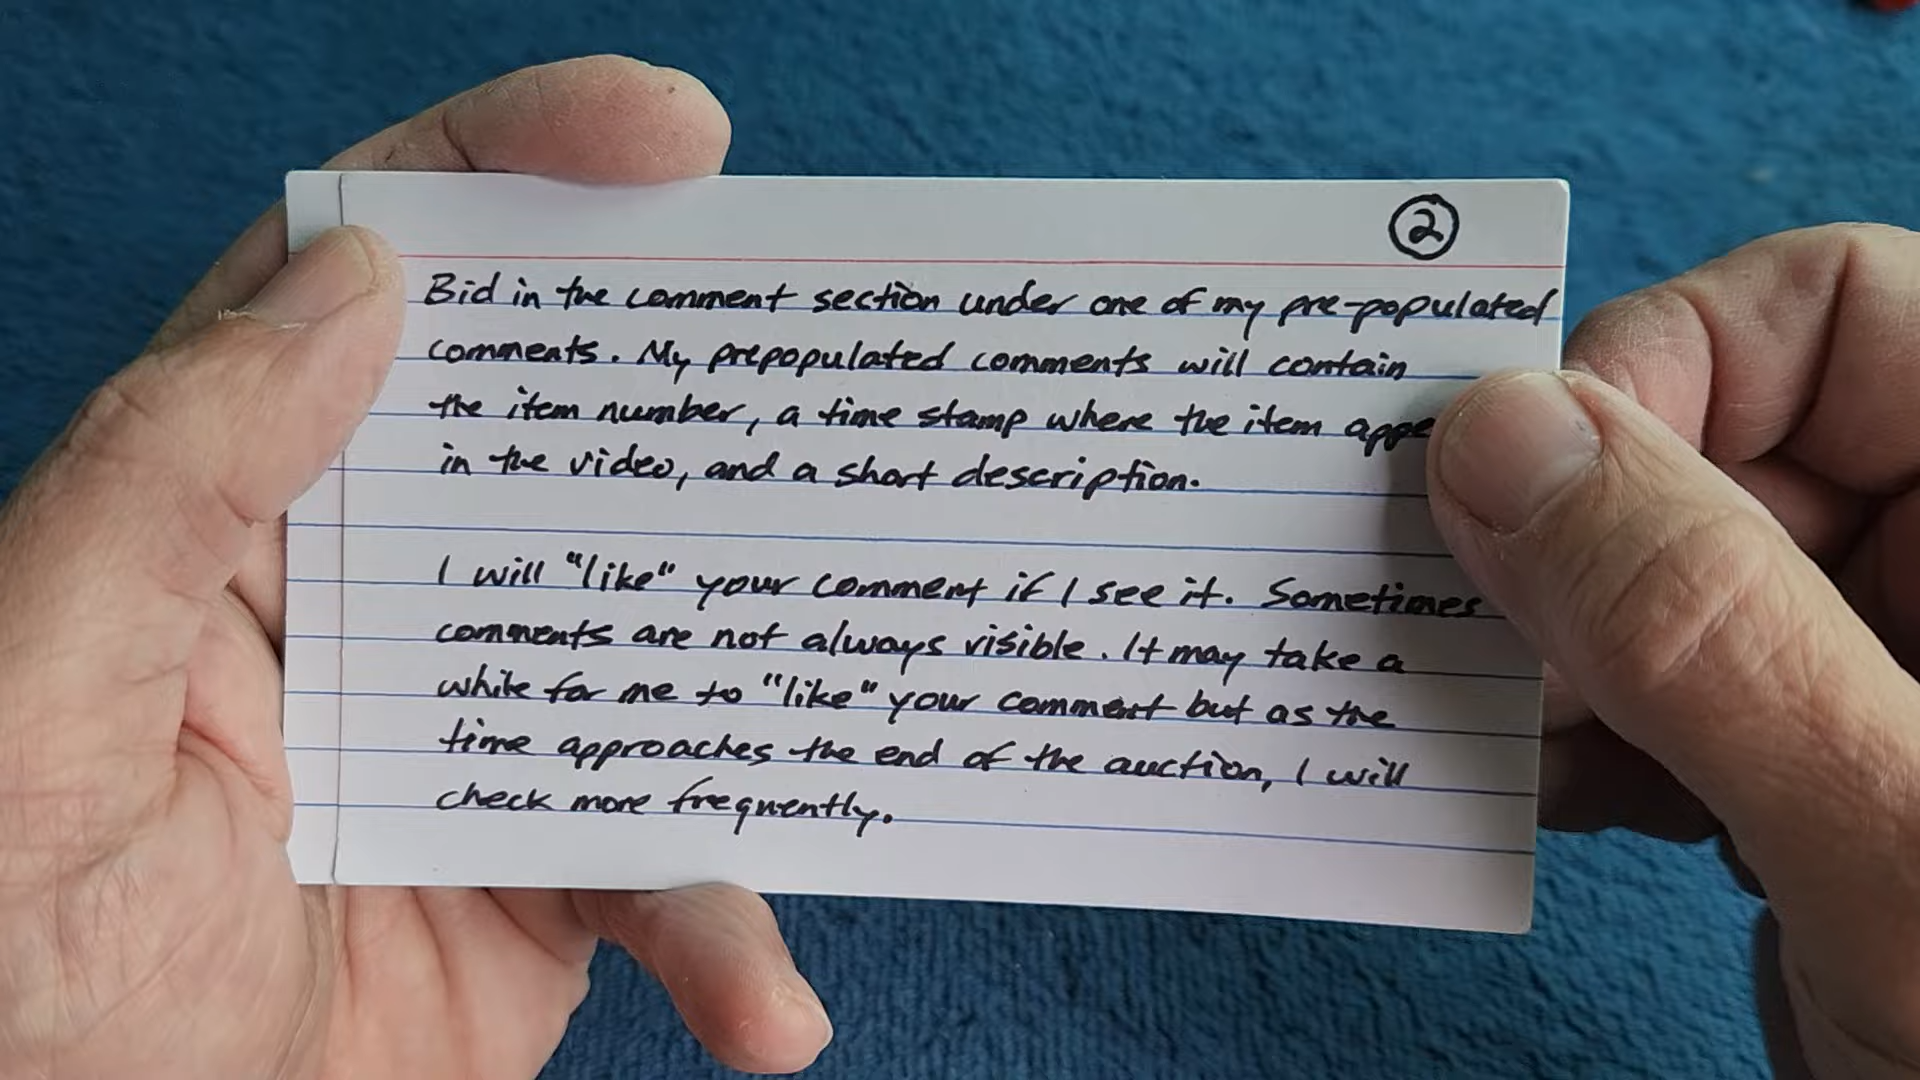 2
Bid in the comment section under one of my pre-populated
comments. My prepopulated comments will contain
the item number, a time stamp where the item appe
in the video, and a short description.
I will "like" your comment if I see it. Sometimes
comments are not always visible. It may take a
while for me to "like" your comment but as the
time approaches the end of the auction, I will
check more frequently.